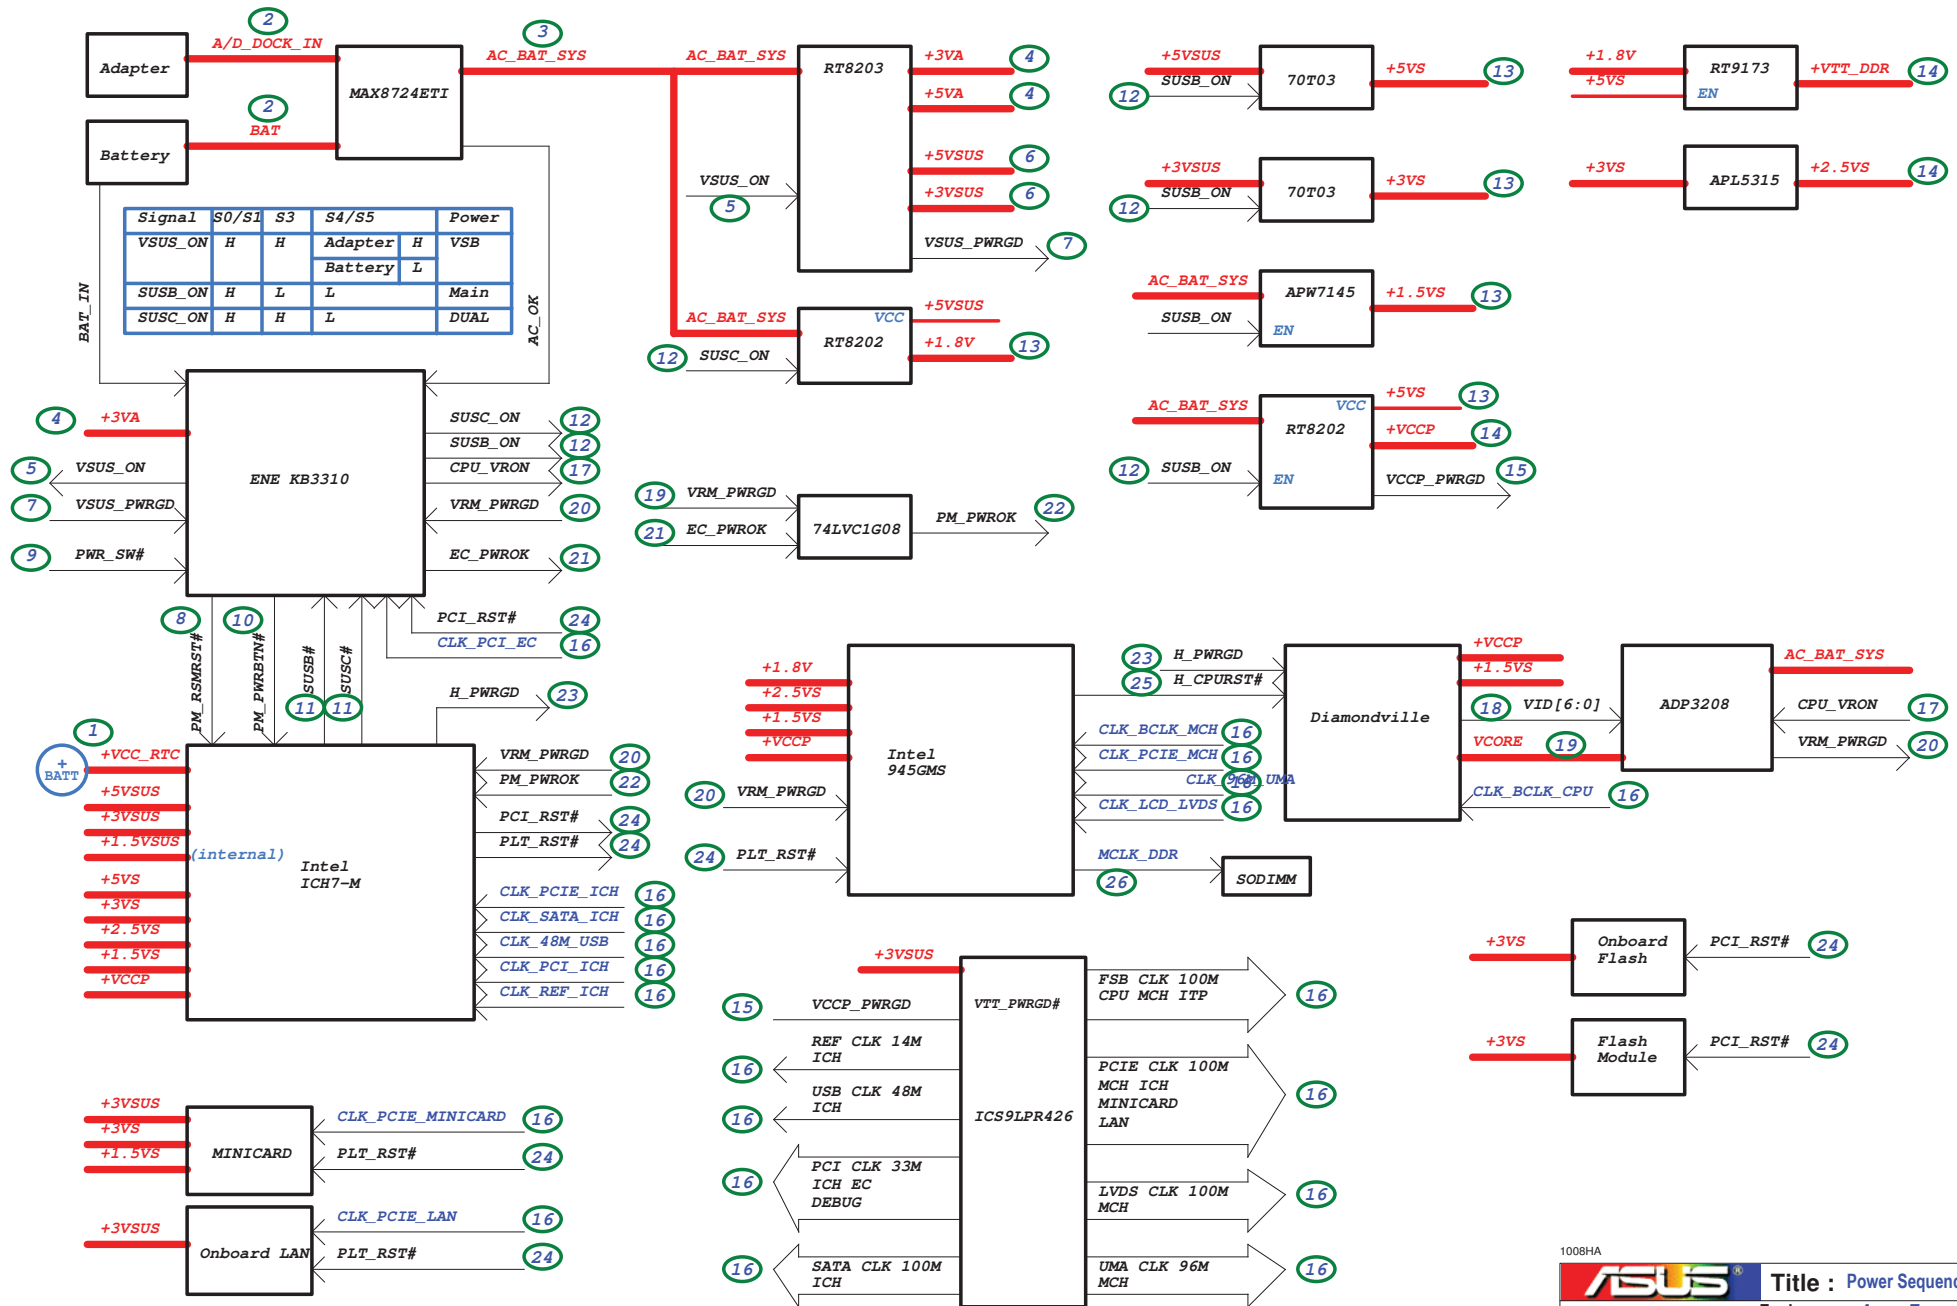 2
A/D_DOCK_IN
Adapter
2
BAT
Battery
MAX8724ETI
3
AC_BAT_SYS
AC_BAT_SYS
RT8203
+3VA 4
+5VA 4
+5VSUS 6
+3VSUS 6
VSUS_ON
5
VSUS_PWRGD 7
+5VSUS
SUSB_ON
12
70T03
+5VS 13
+1.8V
+5VS
RT9173
EN
+VTT_DDR 14
+3VSUS
SUSB_ON
12
70T03
+3VS 13
+3VS
APL5315
+2.5VS 14
Signal S0/S1 S3 S4/S5 Power
VSUS_ON H H Adapter H VSB
Battery L
SUSB_ON H L L Main
SUSC_ON H H L DUAL
BAT_IN
AC_OK
AC_BAT_SYS
12 SUSC_ON
RT8202
VCC
+5VSUS
+1.8V 13
AC_BAT_SYS
SUSB_ON
APW7145
EN
+1.5VS 13
AC_BAT_SYS
12 SUSB_ON
RT8202
VCC
EN
+5VS 13
+VCCP 14
VCCP_PWRGD 15
4 +3VA
5 VSUS_ON
7 VSUS_PWRGD
9 PWR_SW#
ENE KB3310
SUSC_ON 12
SUSB_ON 12
CPU_VRON 17
VRM_PWRGD 20
EC_PWROK 21
19 VRM_PWRGD
21 EC_PWROK
74LVC1G08
PM_PWROK 22
8 PM_RSMRST#
10 PM_PWRBTN#
11 SUSB#
11 SUSC#
PCI_RST# 24
CLK_PCI_EC 16
H_PWRGD 23
1
+
BATT
+VCC_RTC
+5VSUS
+3VSUS
+1.5VSUS
(internal)
+5VS
+3VS
+2.5VS
+1.5VS
+VCCP
Intel
ICH7-M
VRM_PWRGD 20
PM_PWROK 22
PCI_RST# 24
PLT_RST# 24
CLK_PCIE_ICH 16
CLK_SATA_ICH 16
CLK_48M_USB 16
CLK_PCI_ICH 16
CLK_REF_ICH 16
+1.8V
+2.5VS
+1.5VS
+VCCP
20 VRM_PWRGD
24 PLT_RST#
Intel
945GMS
23 H_PWRGD
25 H_CPURST#
CLK_BCLK_MCH 16
CLK_PCIE_MCH 16
CLK_96M_UMA 16
CLK_LCD_LVDS 16
MCLK_DDR
26
SODIMM
Diamondville
+VCCP
+1.5VS
18 VID[6:0]
VCORE 19
CLK_BCLK_CPU 16
ADP3208
AC_BAT_SYS
CPU_VRON 17
VRM_PWRGD 20
+3VS
Onboard
Flash
PCI_RST# 24
+3VS
Flash
Module
PCI_RST# 24
+3VSUS
15 VCCP_PWRGD
VTT_PWRGD#
REF CLK 14M
ICH
16
USB CLK 48M
ICH
16
PCI CLK 33M
ICH EC
DEBUG
16
SATA CLK 100M
ICH
16
ICS9LPR426
FSB CLK 100M
CPU MCH ITP
16
PCIE CLK 100M
MCH ICH
MINICARD
LAN
16
LVDS CLK 100M
MCH
16
UMA CLK 96M
MCH
16
+3VSUS
+3VS
+1.5VS
MINICARD
CLK_PCIE_MINICARD 16
PLT_RST# 24
+3VSUS
Onboard LAN
CLK_PCIE_LAN 16
PLT_RST# 24
1008HA
ASUS®
Title : Power Sequenc